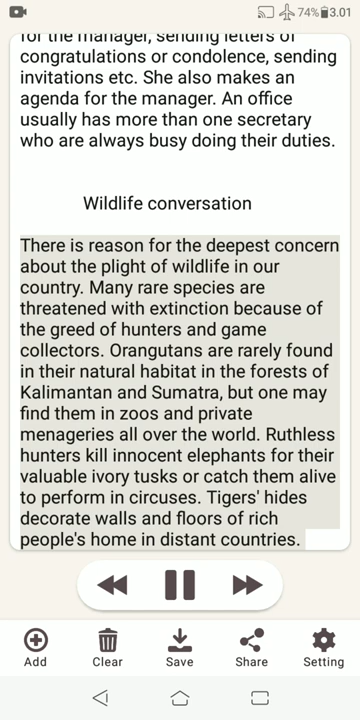 74% 3.01
for the manager, sending letters of
congratulations or condolence, sending
invitations etc. She also makes an
agenda for the manager. An office
usually has more than one secretary
who are always busy doing their duties.
Wildlife conversation
There is reason for the deepest concern
about the plight of wildlife in our
country. Many rare species are
threatened with extinction because of
the greed of hunters and game
collectors. Orangutans are rarely found
in their natural habitat in the forests of
Kalimantan and Sumatra, but one may
find them in zoos and private
menageries all over the world. Ruthless
hunters kill innocent elephants for their
valuable ivory tusks or catch them alive
to perform in circuses. Tigers' hides
decorate walls and floors of rich
people's home in distant countries.
Add Clear Save Share Setting